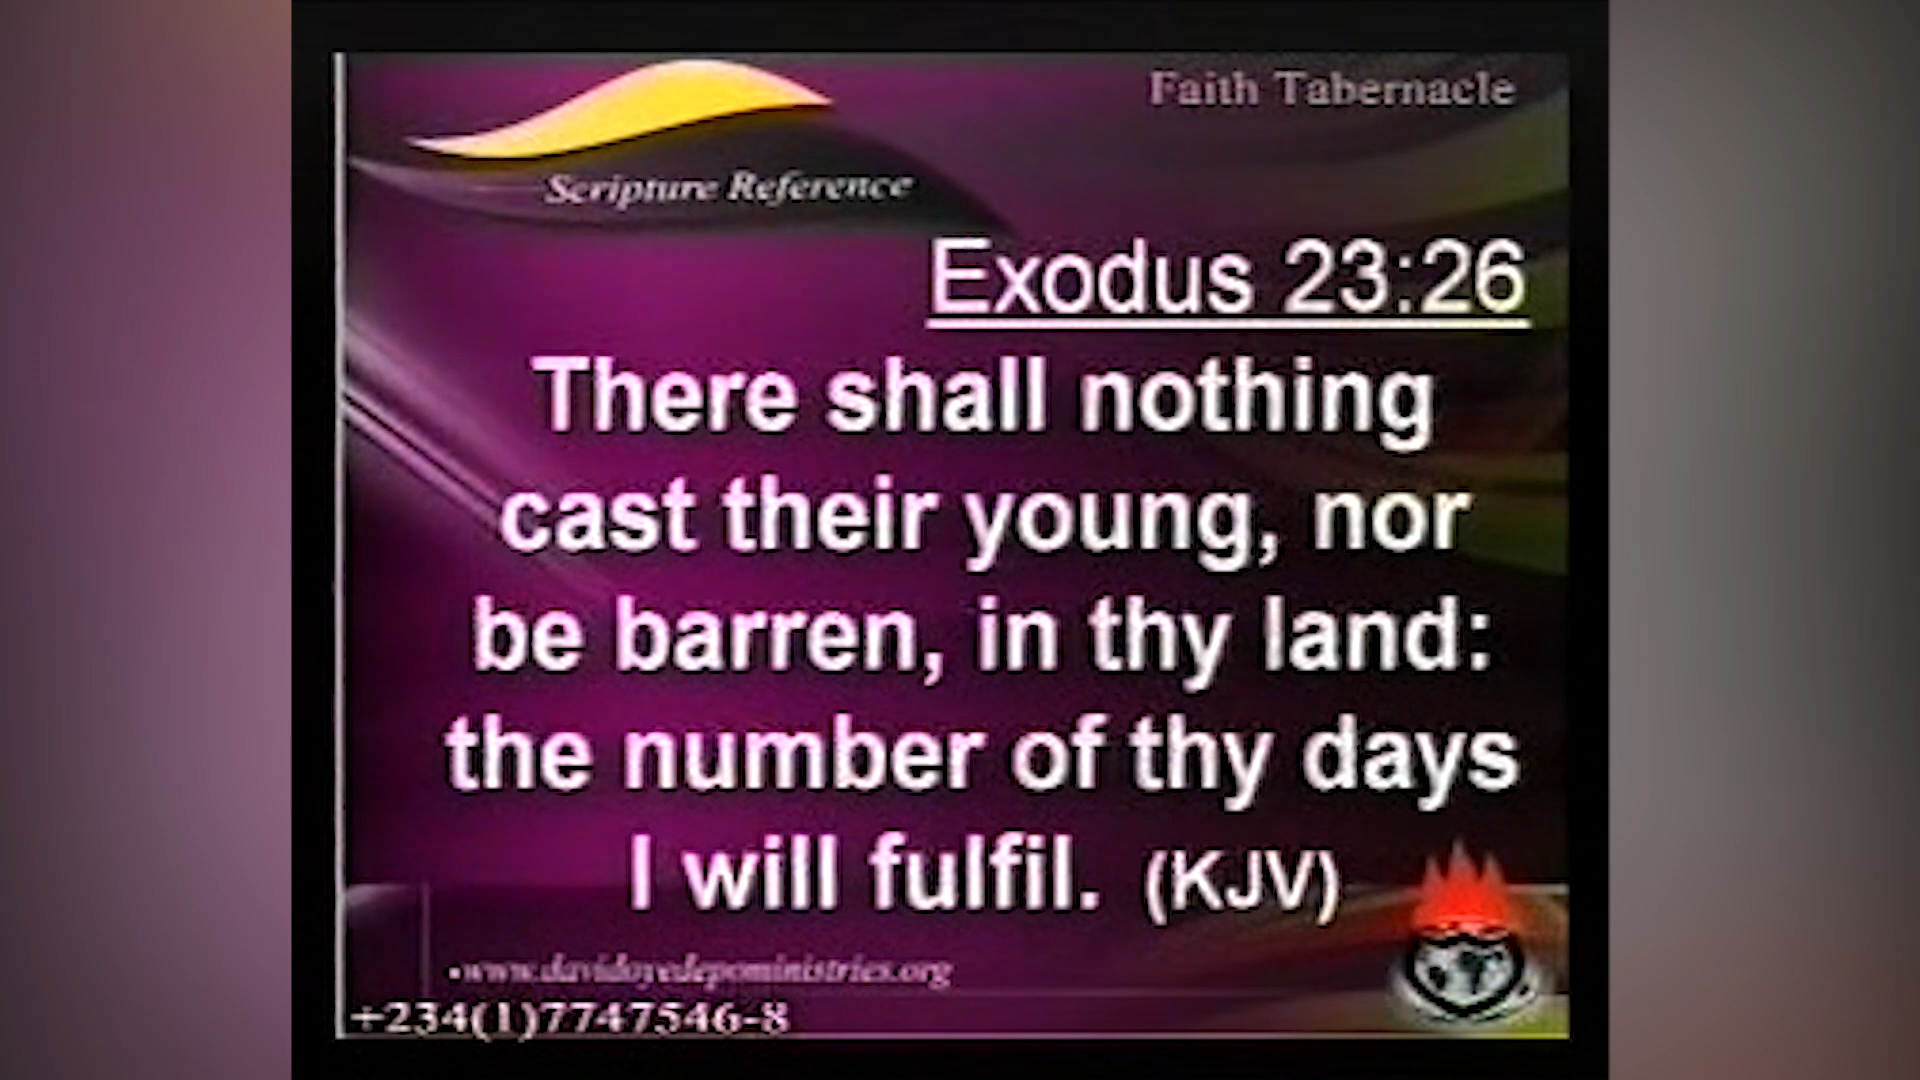 Faith Tabernacle
Scripture Reference
Exodus 23:26
There shall nothing
cast their young, nor
be barren, in thy land:
the number of thy days
I will fulfil. (KJV)
•www.davidoyedepoministries.org
+234(1)7747546-8